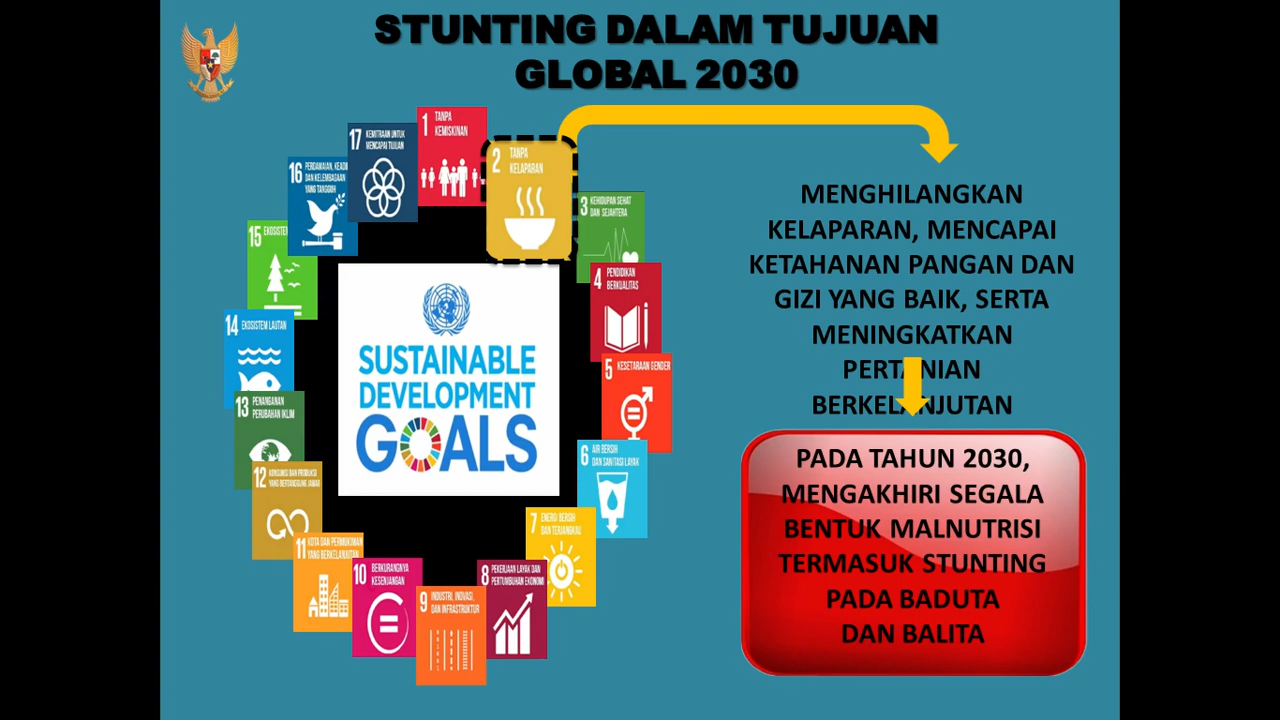 STUNTING DALAM TUJUAN
GLOBAL 2030
1 TANPA
KEMISKINAN
2 TANPA
KELAPARAN
3 KEHIDUPAN SEHAT
DAN SEJAHTERA
4 PENDIDIKAN
BERKUALITAS
5 KESETARAAN GENDER
6 AIR BERSIH
DAN SANITASI LAYAK
7 ENERGI BERSIH
DAN TERJANGKAU
8 PEKERJAAN LAYAK DAN
PERTUMBUHAN EKONOMI
9 INDUSTRI, INOVASI,
DAN INFRASTRUKTUR
10 BERKURANGNYA
KESENJANGAN
11 KOTA DAN PERMUKIMAN
YANG BERKELANJUTAN
12 KONSUMSI DAN PRODUKSI
YANG BERTANGGUNG JAWAB
13 PENANGANAN
PERUBAHAN IKLIM
14 EKOSISTEM LAUTAN
15 EKOSISTEM
16 PERDAMAIAN, KEADI
DAN KELEMBAGAAN
YANG TANGGUH
17 KEMITRAAN UNTUK
MENCAPAI TUJUAN
SUSTAINABLE
DEVELOPMENT
GOALS
MENGHILANGKAN
KELAPARAN, MENCAPAI
KETAHANAN PANGAN DAN
GIZI YANG BAIK, SERTA
MENINGKATKAN
PERTANIAN
BERKELANJUTAN
PADA TAHUN 2030,
MENGAKHIRI SEGALA
BENTUK MALNUTRISI
TERMASUK STUNTING
PADA BADUTA
DAN BALITA